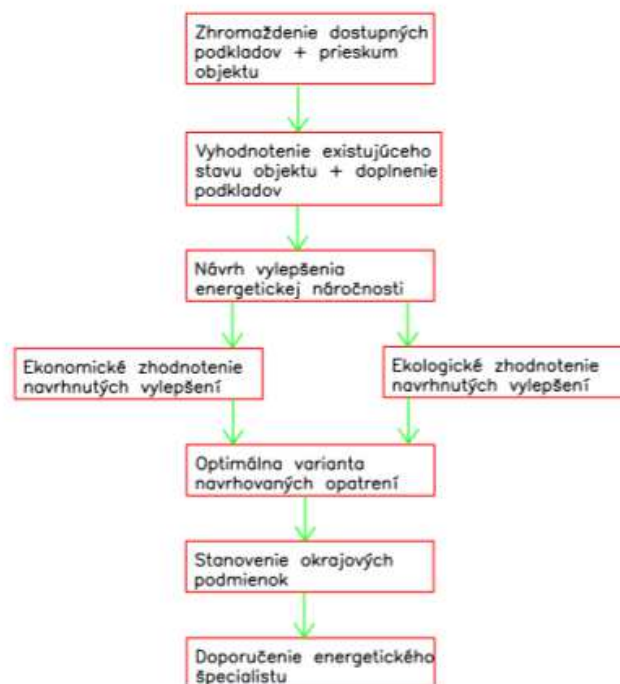 Zhromaždenie dostupných
podkladov + prieskum
objektu
Vyhodnotenie existujúceho
stavu objektu + doplnenie
podkladov
Návrh vylepšenia
energetickej náročnosti
Ekonomické zhodnotenie
navrhnutých vylepšení
Ekologické zhodnotenie
navrhnutých vylepšení
Optimálna varianta
navrhovaných opatrení
Stanovenie okrajových
podmienok
Doporučenie energetického
špecialistu